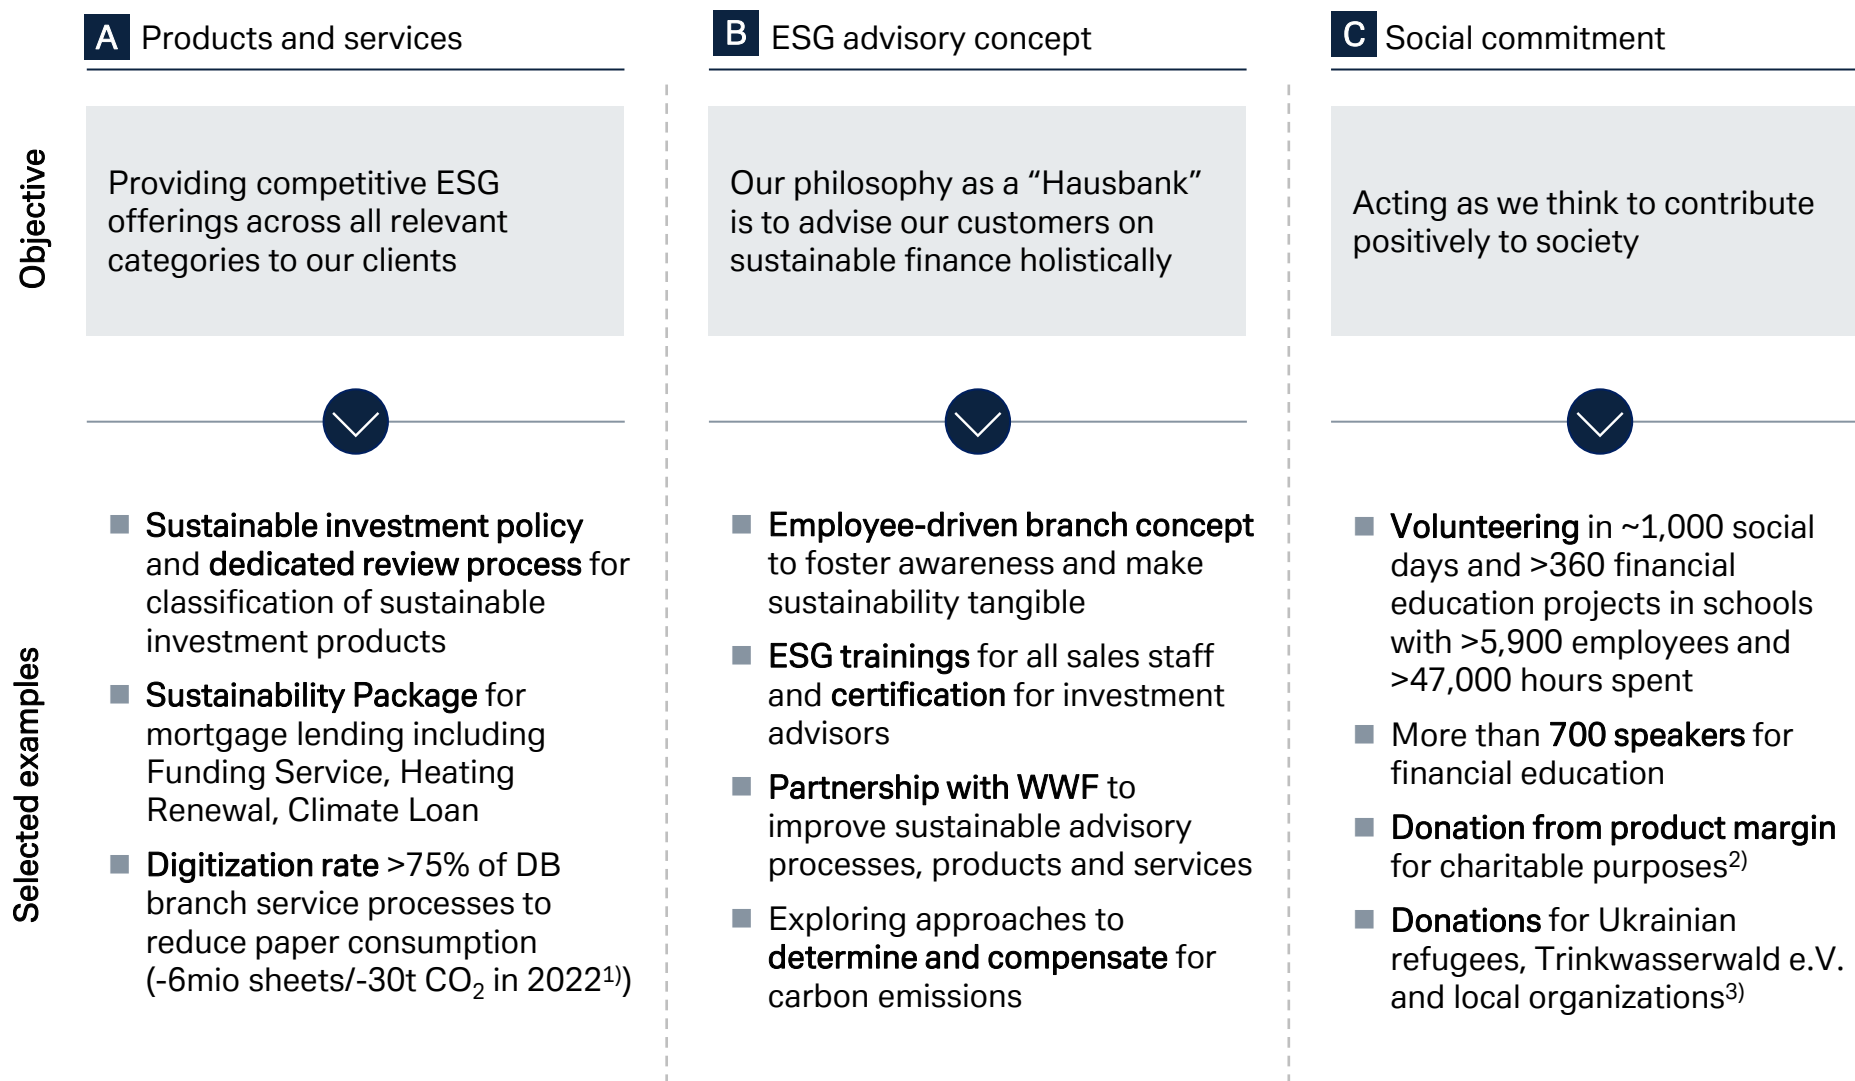 A Products and services
B ESG advisory concept
C Social commitment
Objective
Providing competitive ESG
offerings across all relevant
categories to our clients
Our philosophy as a “Hausbank”
is to advise our customers on
sustainable finance holistically
Acting as we think to contribute
positively to society
Selected examples
■ Sustainable investment policy
and dedicated review process for
classification of sustainable
investment products
■ Sustainability Package for
mortgage lending including
Funding Service, Heating
Renewal, Climate Loan
■ Digitization rate >75% of DB
branch service processes to
reduce paper consumption
(-6mio sheets/-30t CO₂ in 2022¹⁾)
■ Employee-driven branch concept
to foster awareness and make
sustainability tangible
■ ESG trainings for all sales staff
and certification for investment
advisors
■ Partnership with WWF to
improve sustainable advisory
processes, products and services
■ Exploring approaches to
determine and compensate for
carbon emissions
■ Volunteering in ~1,000 social
days and >360 financial
education projects in schools
with >5,900 employees and
>47,000 hours spent
■ More than 700 speakers for
financial education
■ Donation from product margin
for charitable purposes²⁾
■ Donations for Ukrainian
refugees, Trinkwasserwald e.V.
and local organizations³⁾